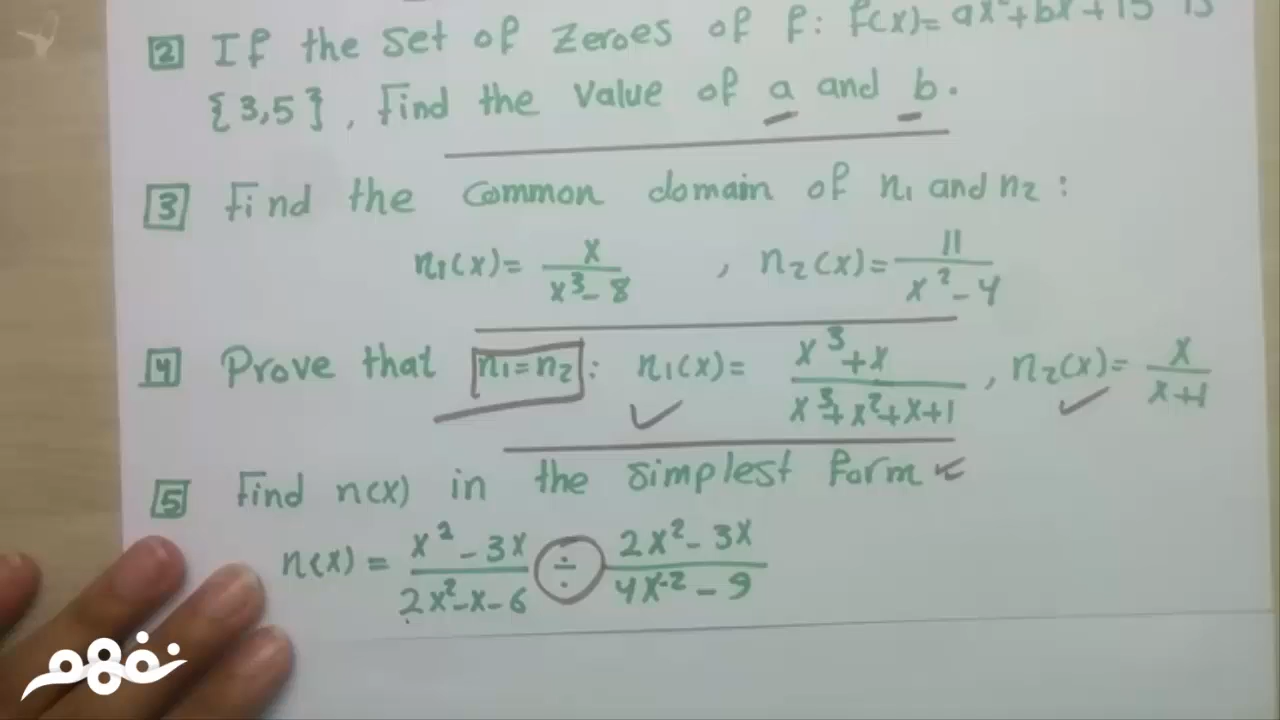 2 If the set of zeroes of f: f(x)= ax²+bx+15 is
{3,5}, find the value of a and b.
3 find the common domain of n₁ and n₂ :
n₁(x)= x/(x³-8) , n₂(x)= 11/(x²-4)
4 Prove that n₁=n₂ : n₁(x)= (x³+x)/(x³+x²+x+1) , n₂(x)= x/(x+1)
5 Find n(x) in the simplest form
n(x) = (x²-3x)/(2x²-x-6) ÷ (2x²-3x)/(4x²-9)
نفهم